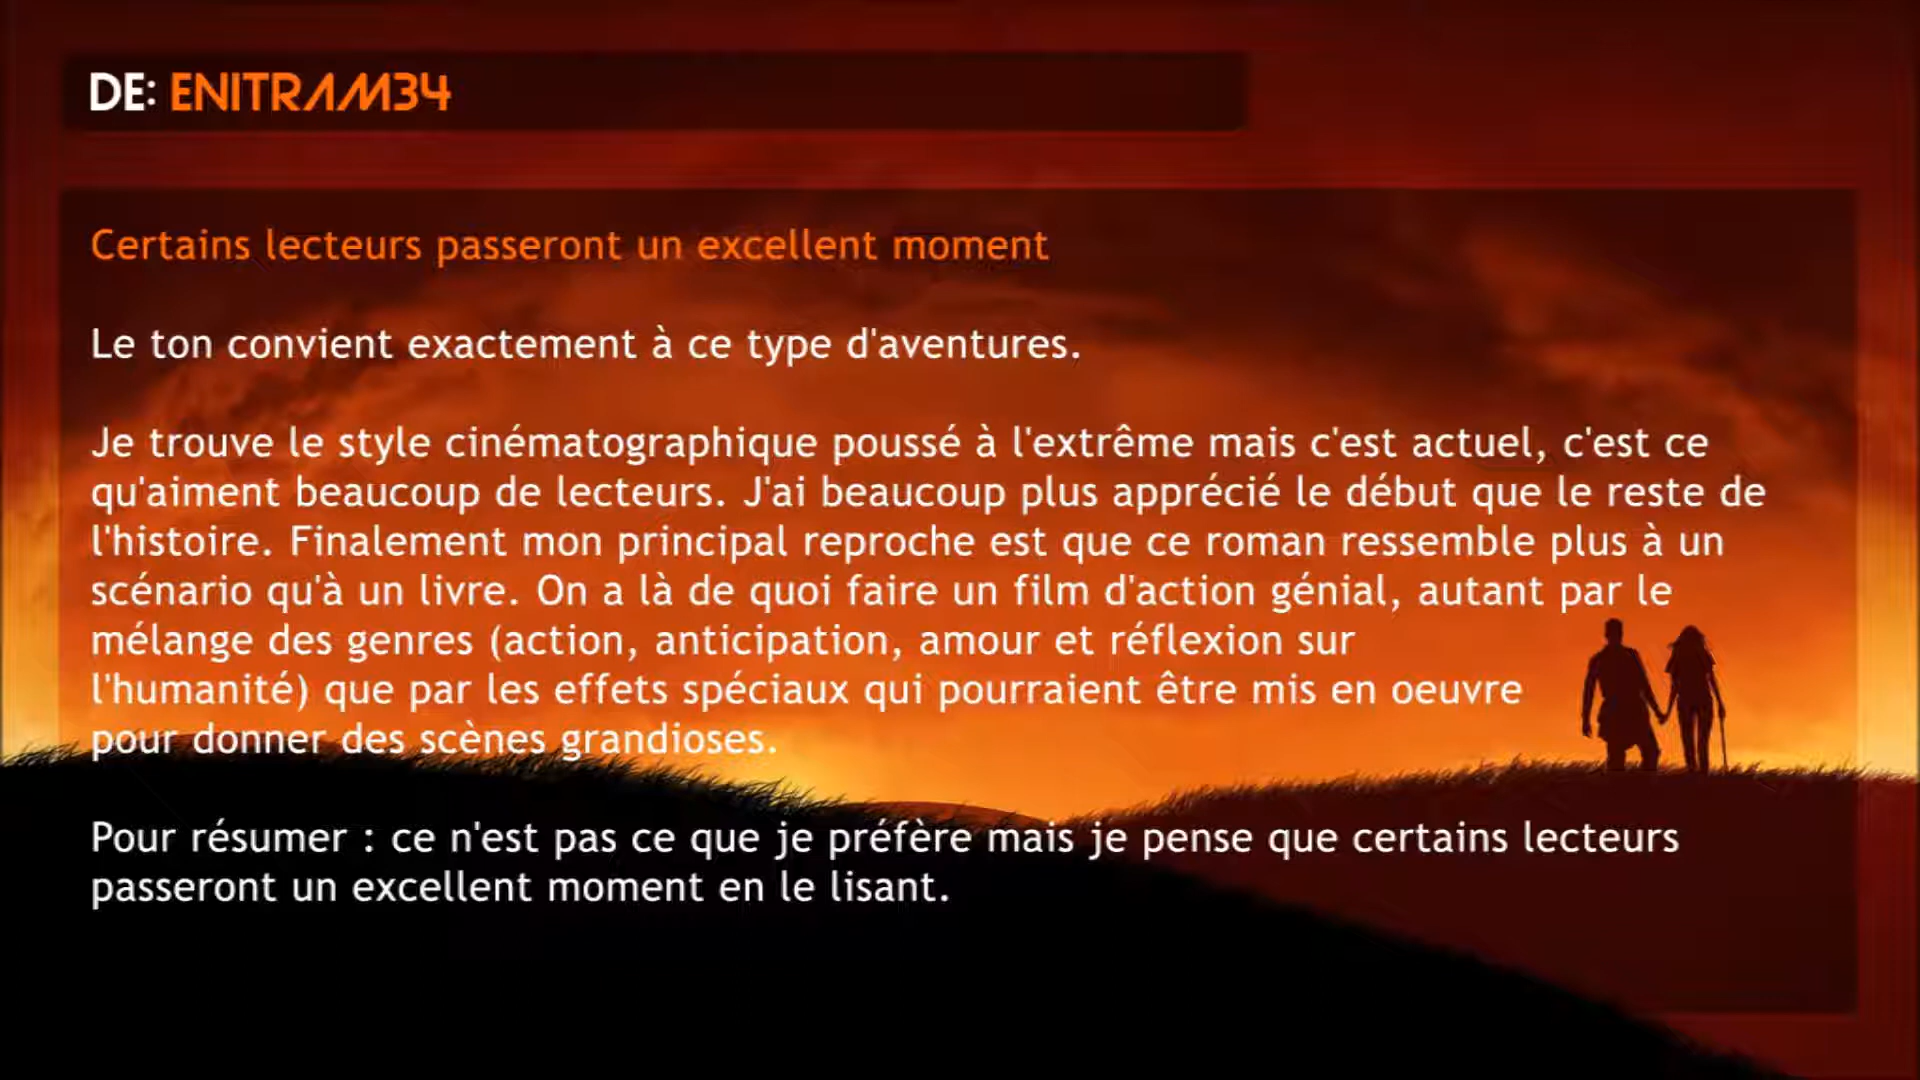 DE: ENITRAM34
Certains lecteurs passeront un excellent moment
Le ton convient exactement à ce type d'aventures.
Je trouve le style cinématographique poussé à l'extrême mais c'est actuel, c'est ce
qu'aiment beaucoup de lecteurs. J'ai beaucoup plus apprécié le début que le reste de
l'histoire. Finalement mon principal reproche est que ce roman ressemble plus à un
scénario qu'à un livre. On a là de quoi faire un film d'action génial, autant par le
mélange des genres (action, anticipation, amour et réflexion sur
l'humanité) que par les effets spéciaux qui pourraient être mis en oeuvre
pour donner des scènes grandioses.
Pour résumer : ce n'est pas ce que je préfère mais je pense que certains lecteurs
passeront un excellent moment en le lisant.